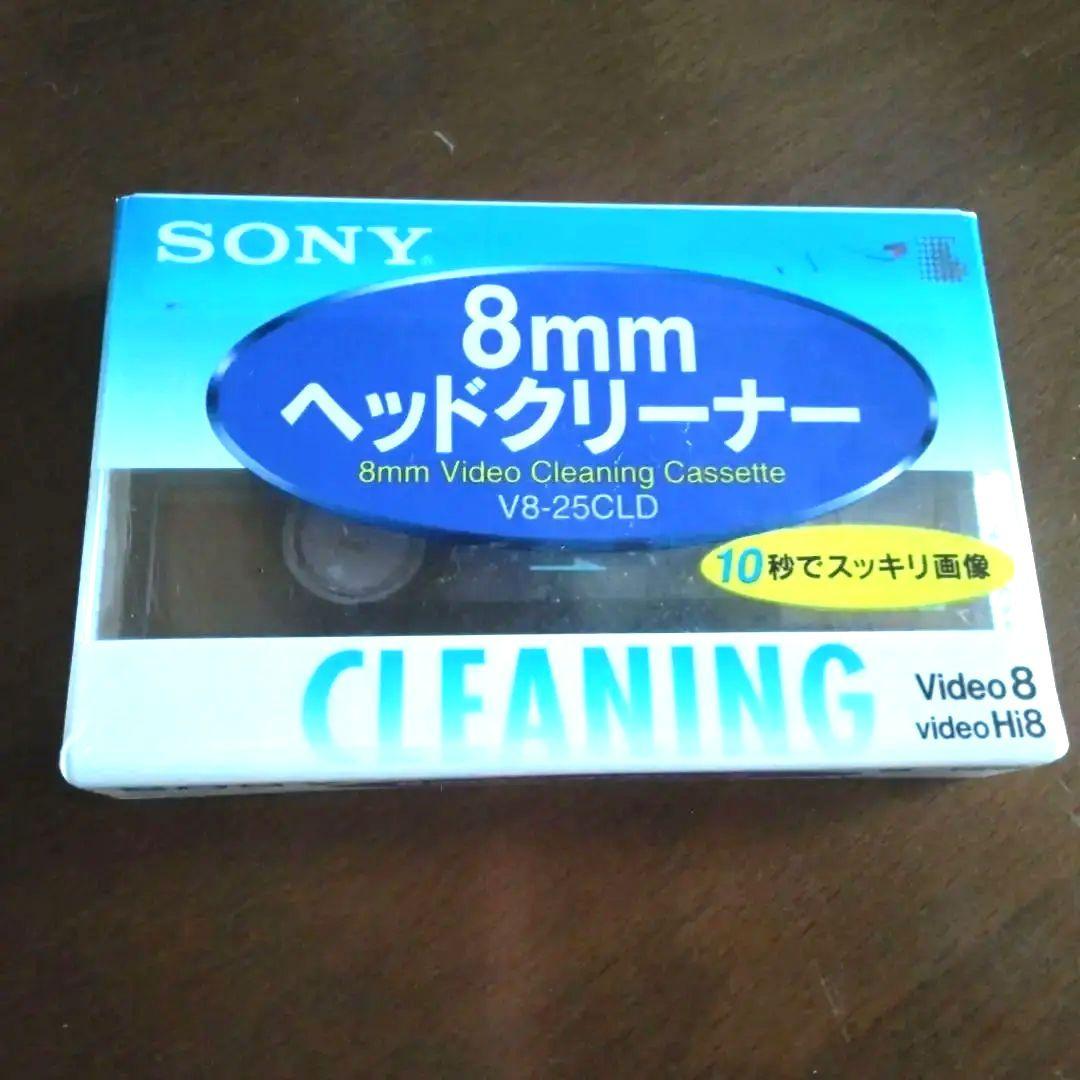 SONY
8mm
ヘッドクリーナー
8mm Video Cleaning Cassette
V8-25CLD
10秒でスッキリ画像
CLEANING
Video 8
video Hi8